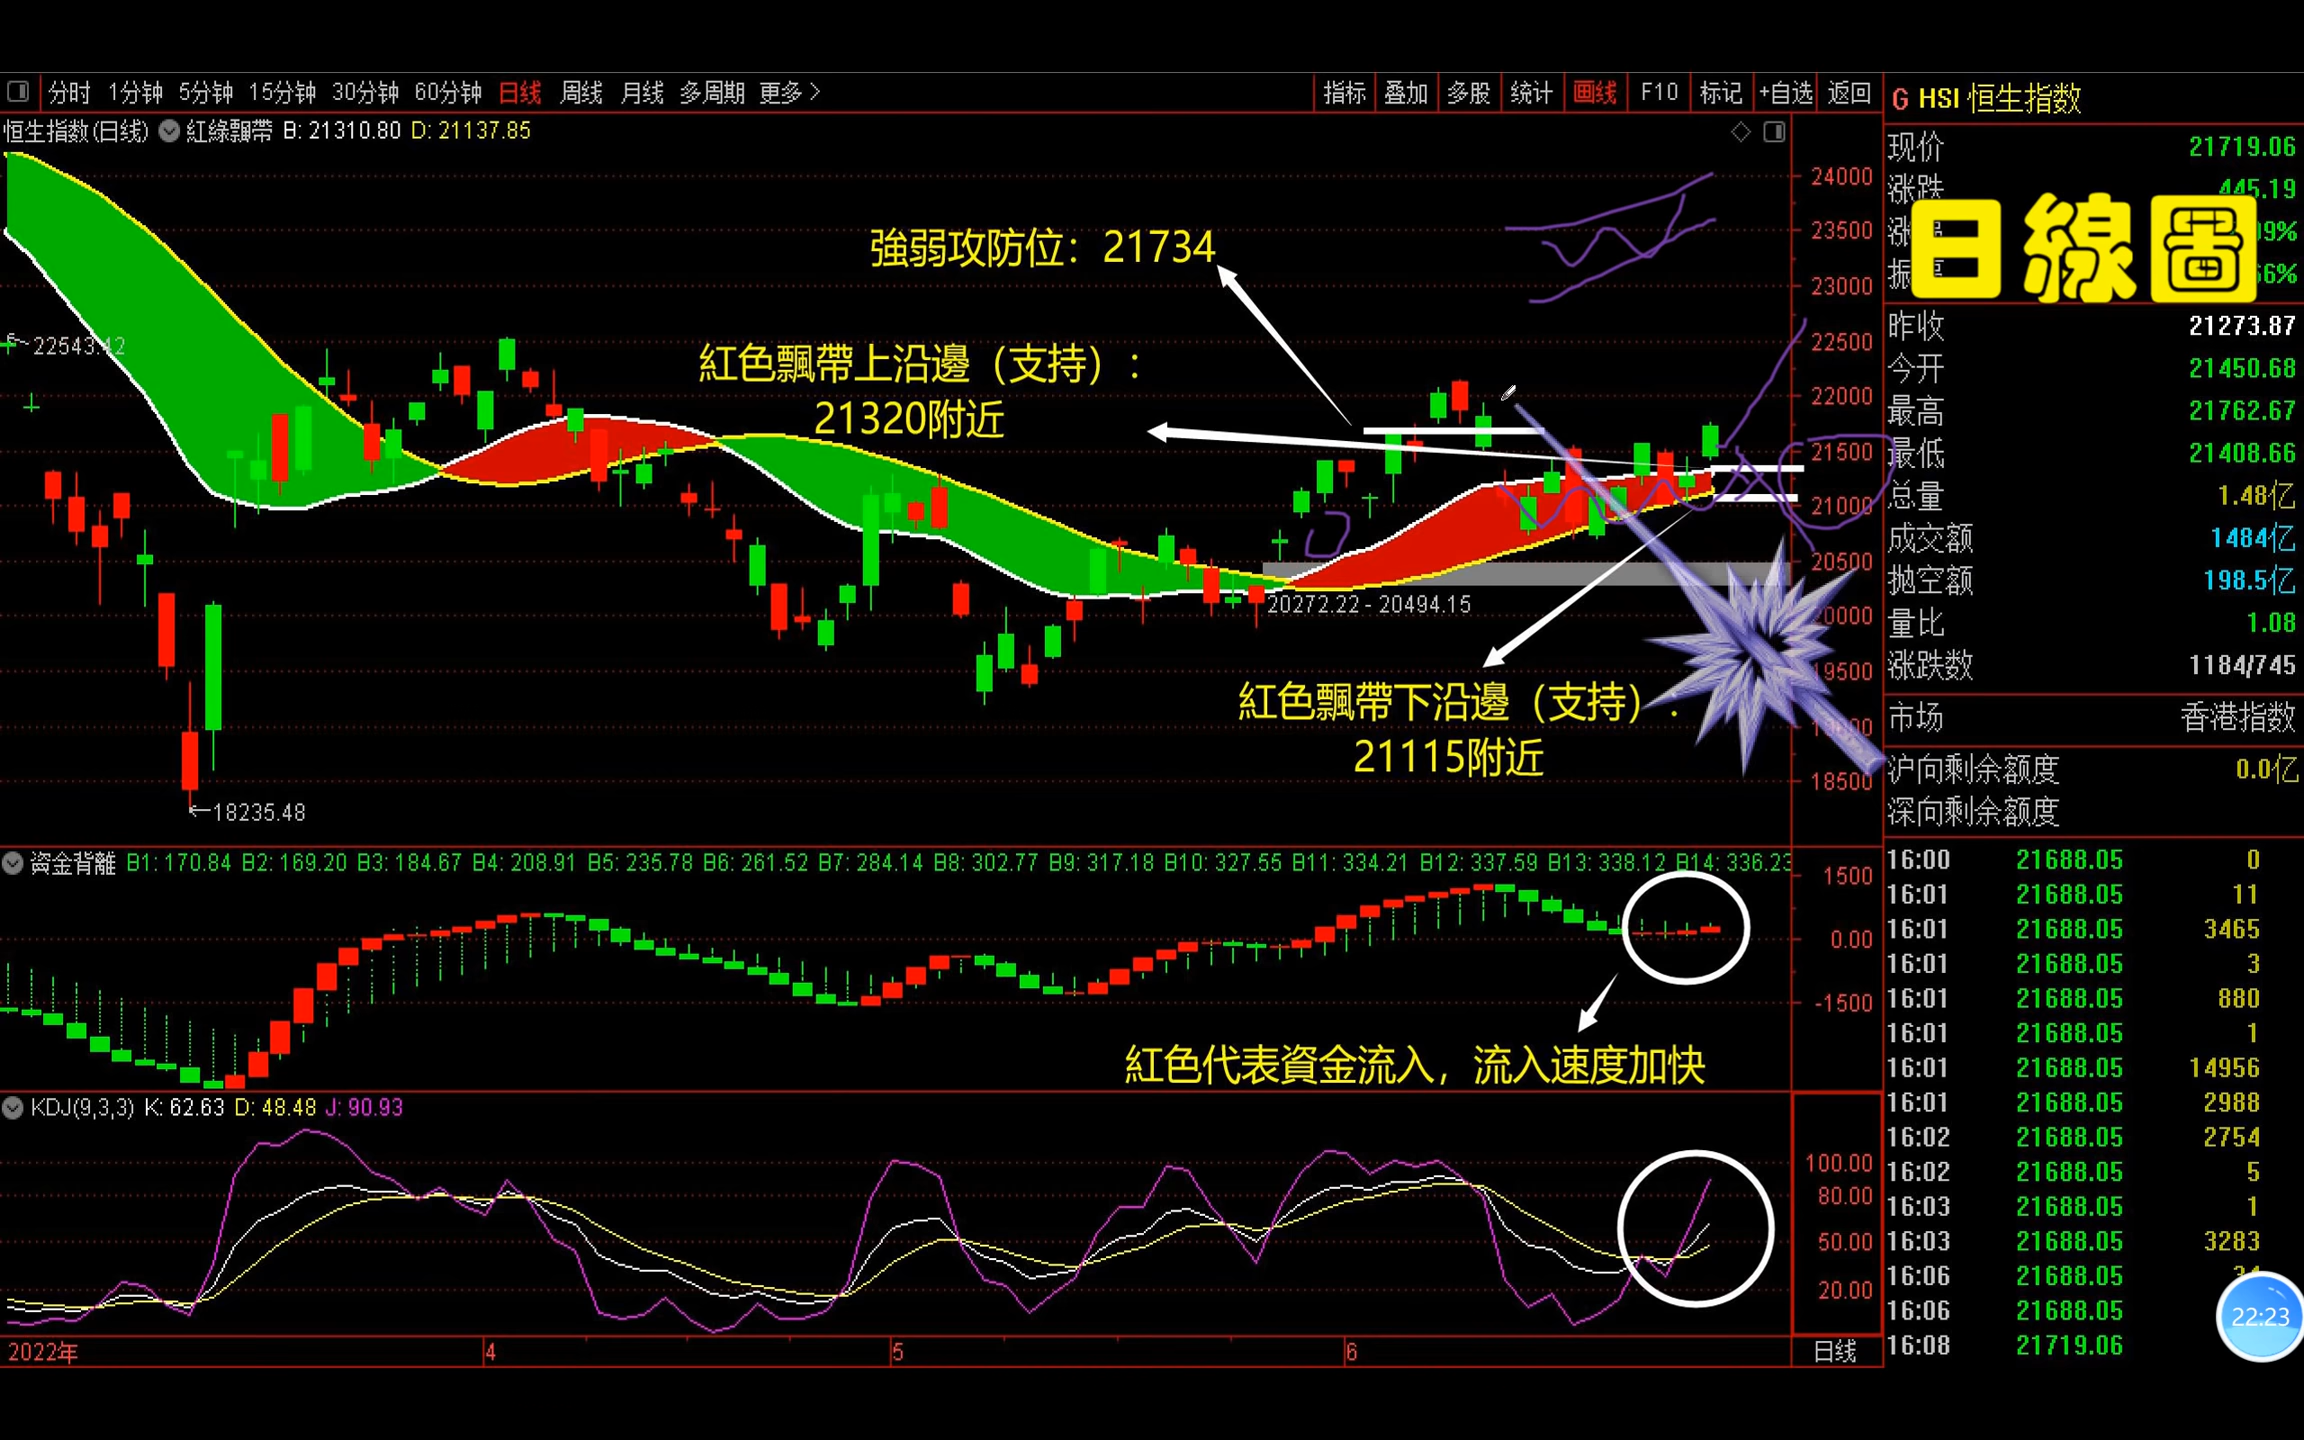 分时 1分钟 5分钟 15分钟 30分钟 60分钟 日线 周线 月线 多周期 更多 指标 叠加 多股 统计 画线 F10 标记 +自选 返回
恒生指数(日线) 紅綠飄帶 B: 21310.80 D: 21137.85
24000
23500
23000
22500
22000
21500
21000
20500
20000
19500
18500
強弱攻防位：21734
紅色飄帶上沿邊（支持）：
21320附近
22543.42
20272.22 - 20494.15
紅色飄帶下沿邊（支持）：
21115附近
18235.48
資金背離 B1: 170.84 B2: 169.20 B3: 184.67 B4: 208.91 B5: 235.78 B6: 261.52 B7: 284.14 B8: 302.77 B9: 317.18 B10: 327.55 B11: 334.21 B12: 337.59 B13: 338.12 B14: 336.23
1500
0.00
-1500
紅色代表資金流入，流入速度加快
KDJ(9,3,3) K: 62.63 D: 48.48 J: 90.93
100.00
80.00
50.00
20.00
2022年 4 5 6 日线
G HSI 恒生指数
现价 21719.06
涨跌 445.19
日線圖
昨收 21273.87
今开 21450.68
最高 21762.67
最低 21408.66
总量 1.48亿
成交额 1484亿
抛空额 198.5亿
量比 1.08
涨跌数 1184/745
市场 香港指数
沪向剩余额度 0.0亿
深向剩余额度
16:00 21688.05 0
16:01 21688.05 11
16:01 21688.05 3465
16:01 21688.05 3
16:01 21688.05 880
16:01 21688.05 1
16:01 21688.05 14956
16:01 21688.05 2988
16:02 21688.05 2754
16:02 21688.05 5
16:03 21688.05 1
16:03 21688.05 3283
16:06 21688.05
16:06 21688.05
16:08 21719.06
22:23